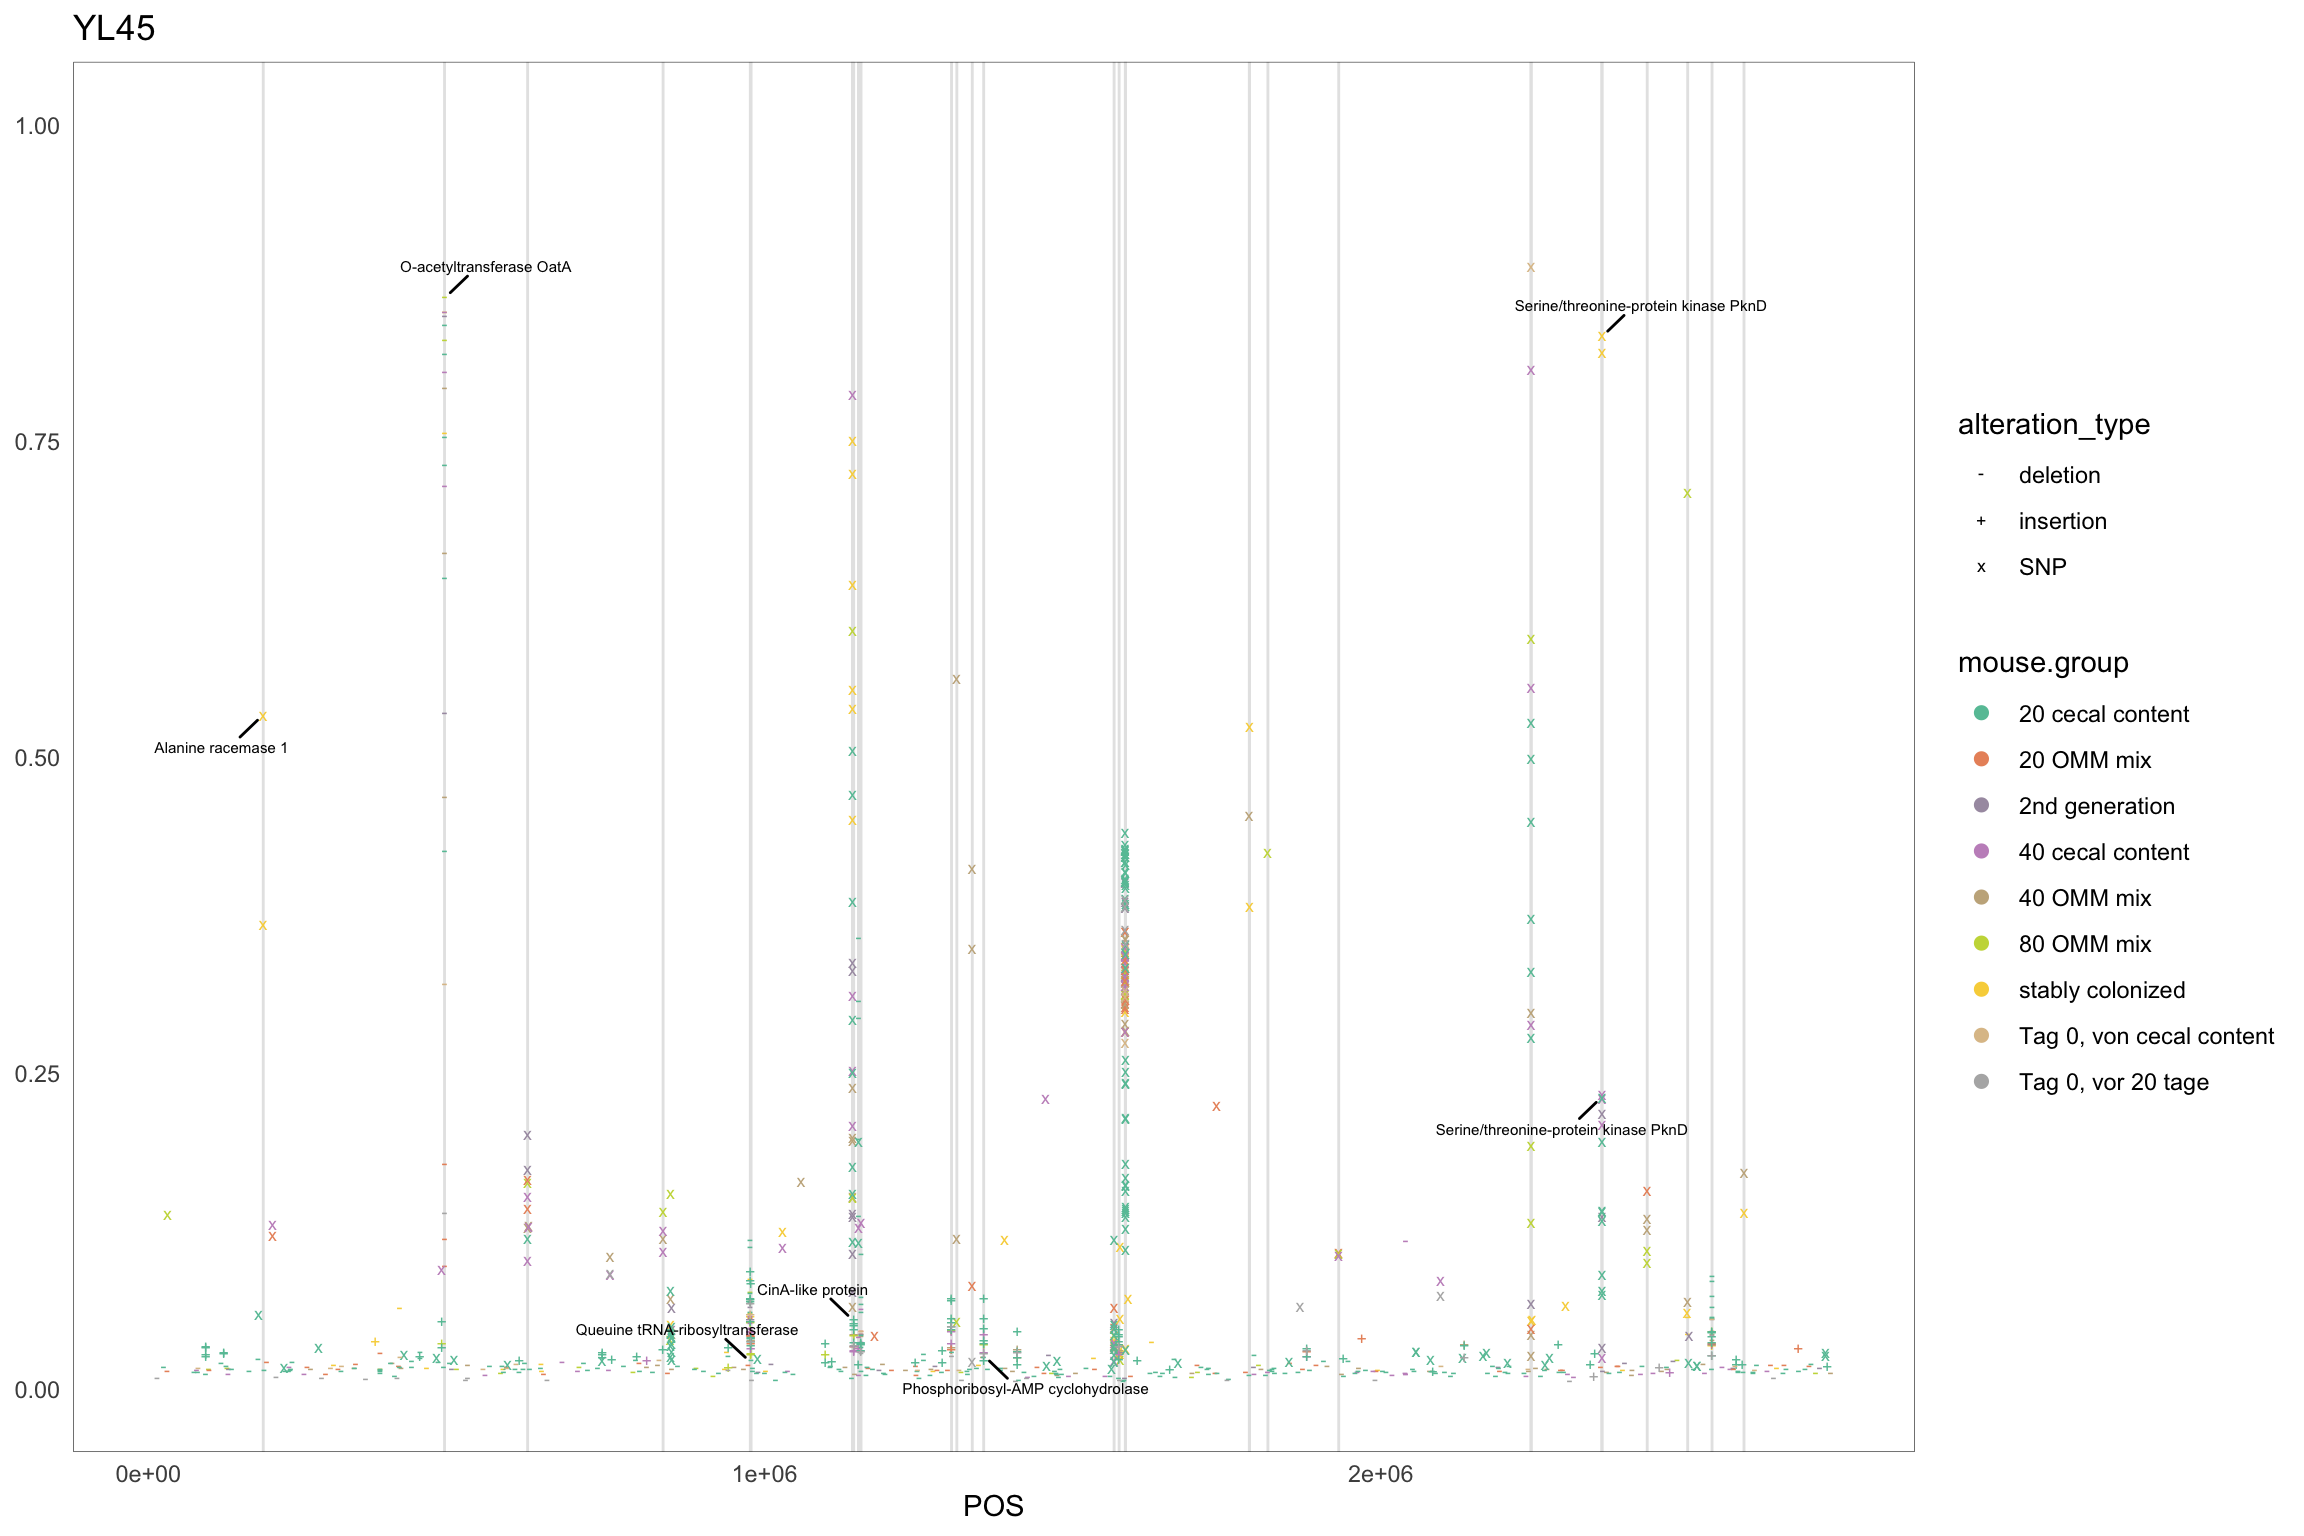 YL45
1.00
0.75
0.50
0.25
0.00
O-acetyltransferase OatA
Serine/threonine-protein kinase PknD
Alanine racemase 1
Serine/threonine-protein kinase PknD
CinA-like protein
Queuine tRNA-ribosyltransferase
Phosphoribosyl-AMP cyclohydrolase
0e+00
1e+06
2e+06
POS
alteration_type
- deletion
+ insertion
x SNP
mouse.group
20 cecal content
20 OMM mix
2nd generation
40 cecal content
40 OMM mix
80 OMM mix
stably colonized
Tag 0, von cecal content
Tag 0, vor 20 tage